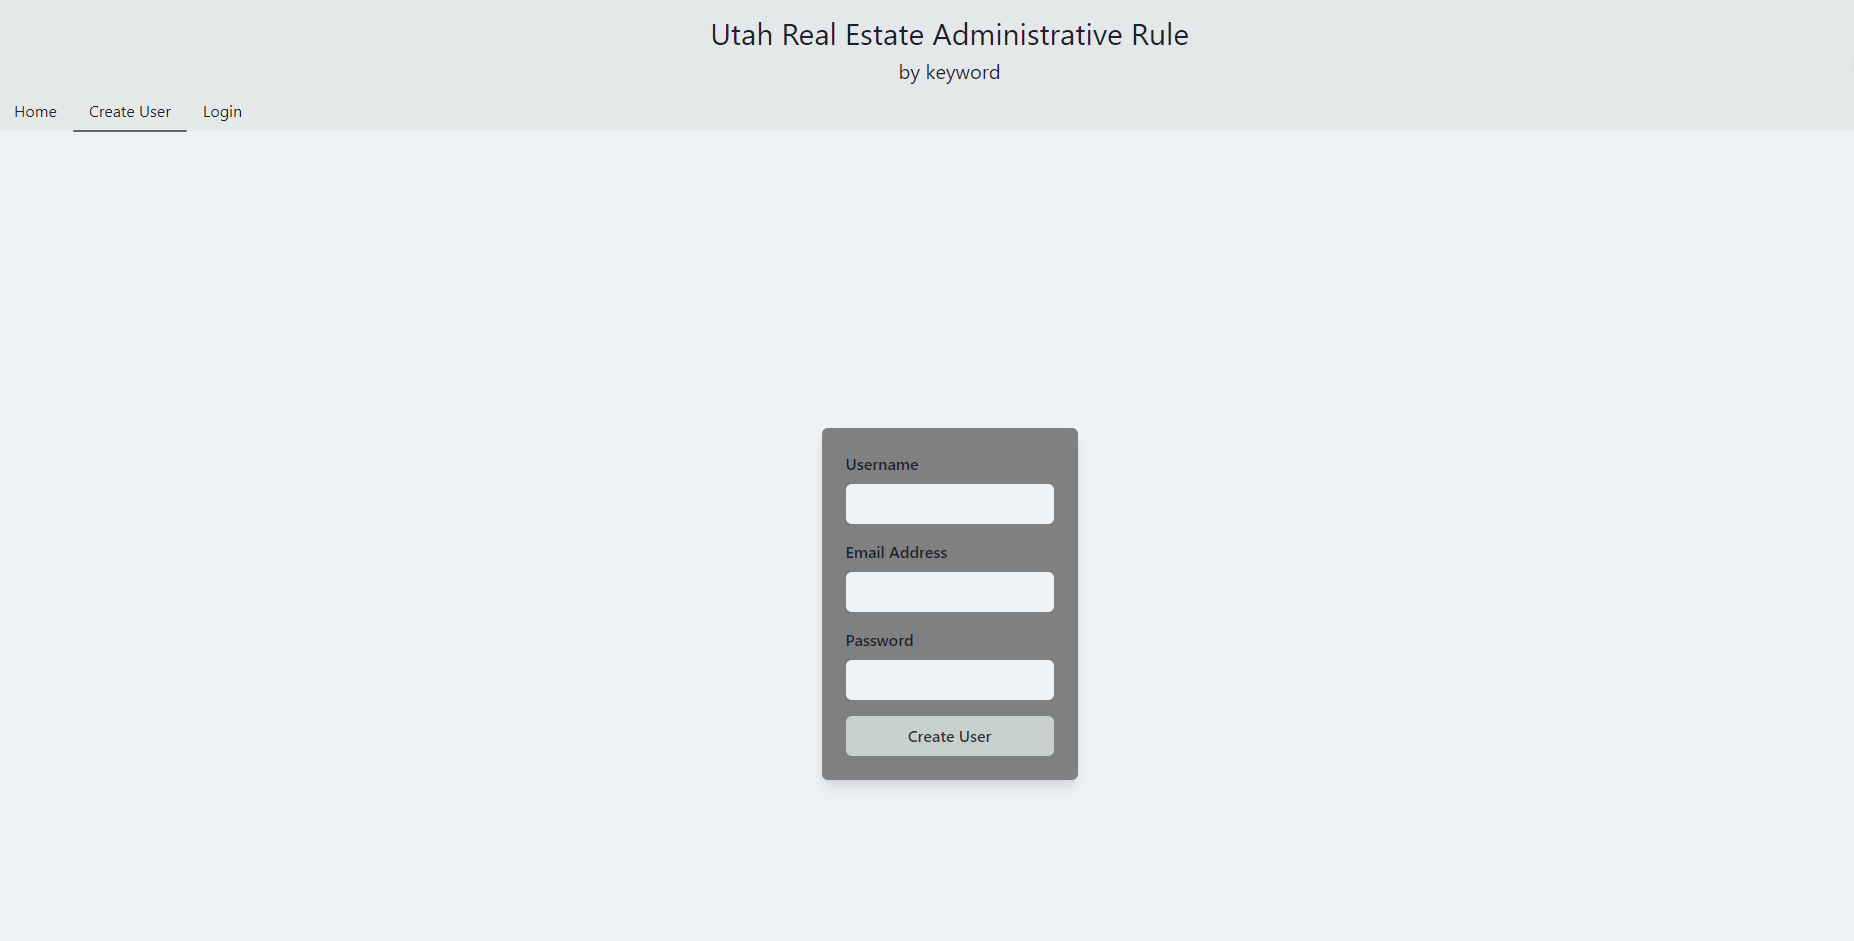 Utah Real Estate Administrative Rule
by keyword
Home Create User Login
Username
Email Address
Password
Create User